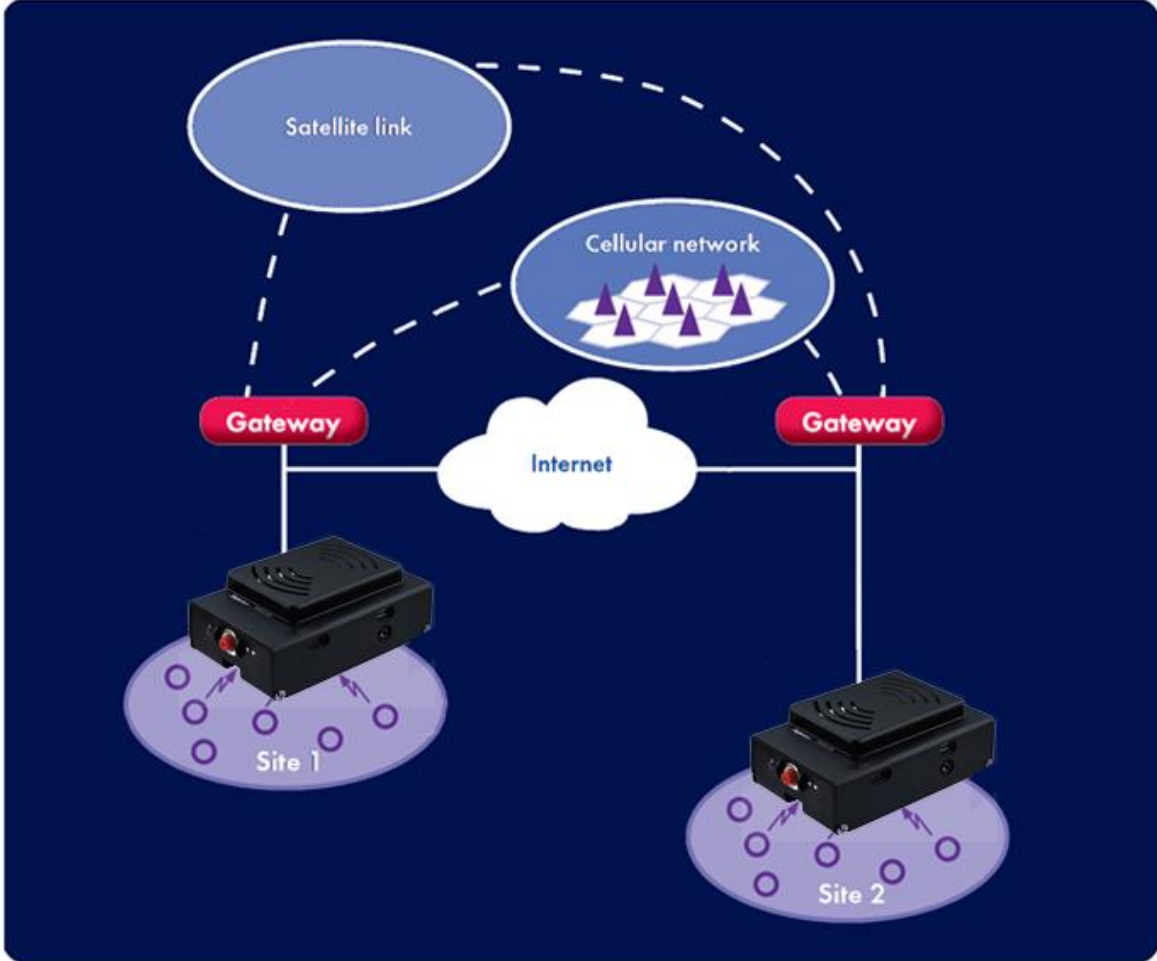 Satellite link
Cellular network
Gateway
Gateway
Internet
Site 1
Site 2